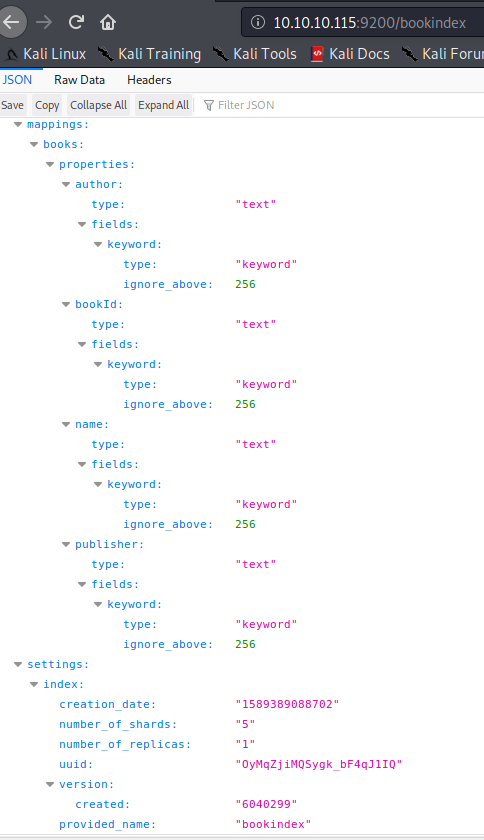 10.10.10.115:9200/bookindex
Kali Linux Kali Training Kali Tools Kali Docs Kali Forum
JSON Raw Data Headers
Save Copy Collapse All Expand All Filter JSON
mappings:
books:
properties:
author:
type: "text"
fields:
keyword:
type: "keyword"
ignore_above: 256
bookId:
type: "text"
fields:
keyword:
type: "keyword"
ignore_above: 256
name:
type: "text"
fields:
keyword:
type: "keyword"
ignore_above: 256
publisher:
type: "text"
fields:
keyword:
type: "keyword"
ignore_above: 256
settings:
index:
creation_date: "1589389088702"
number_of_shards: "5"
number_of_replicas: "1"
uuid: "OyMqZjiMQSygk_bF4qJ1IQ"
version:
created: "6040299"
provided_name: "bookindex"